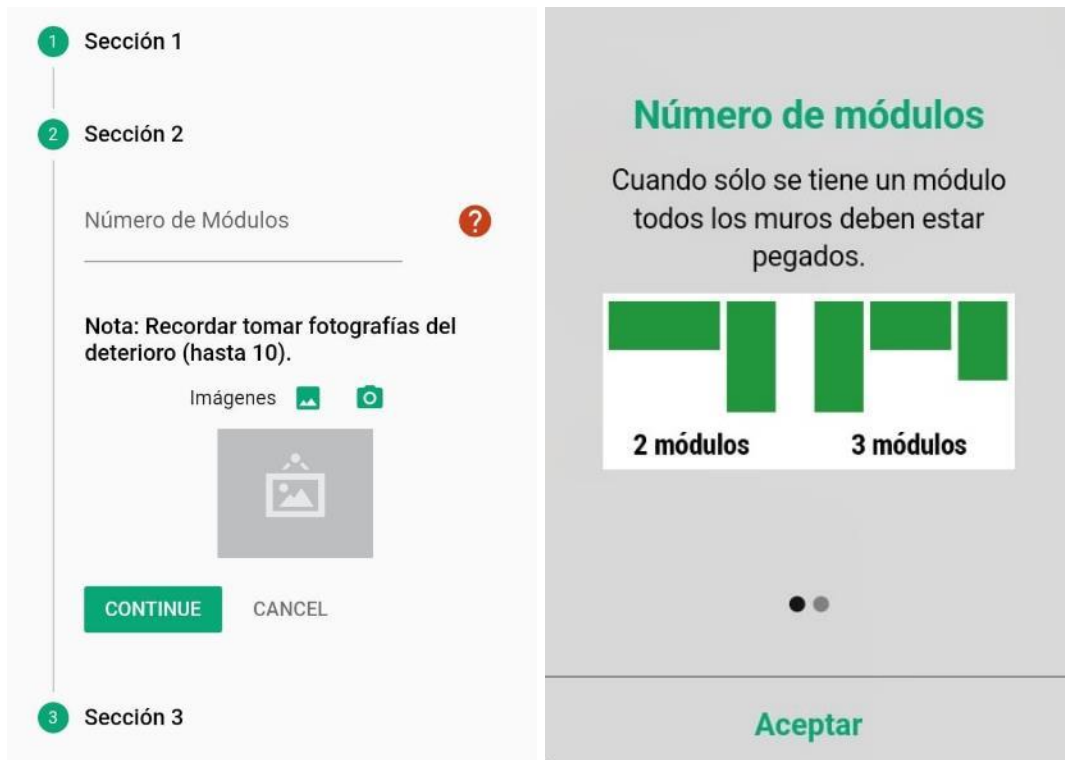 1 Sección 1
2 Sección 2
Número de Módulos ?
Nota: Recordar tomar fotografías del
deterioro (hasta 10).
Imágenes
CONTINUE CANCEL
3 Sección 3
Número de módulos
Cuando sólo se tiene un módulo
todos los muros deben estar
pegados.
2 módulos 3 módulos
Aceptar